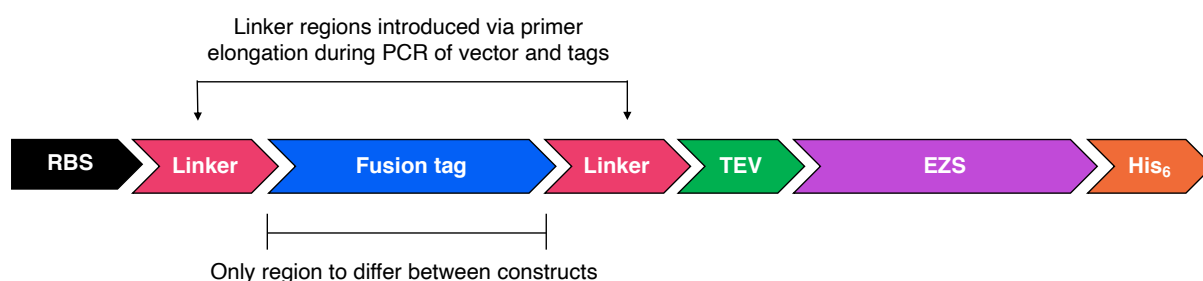 Linker regions introduced via primer
elongation during PCR of vector and tags
RBS Linker Fusion tag Linker TEV EZS His₆
Only region to differ between constructs